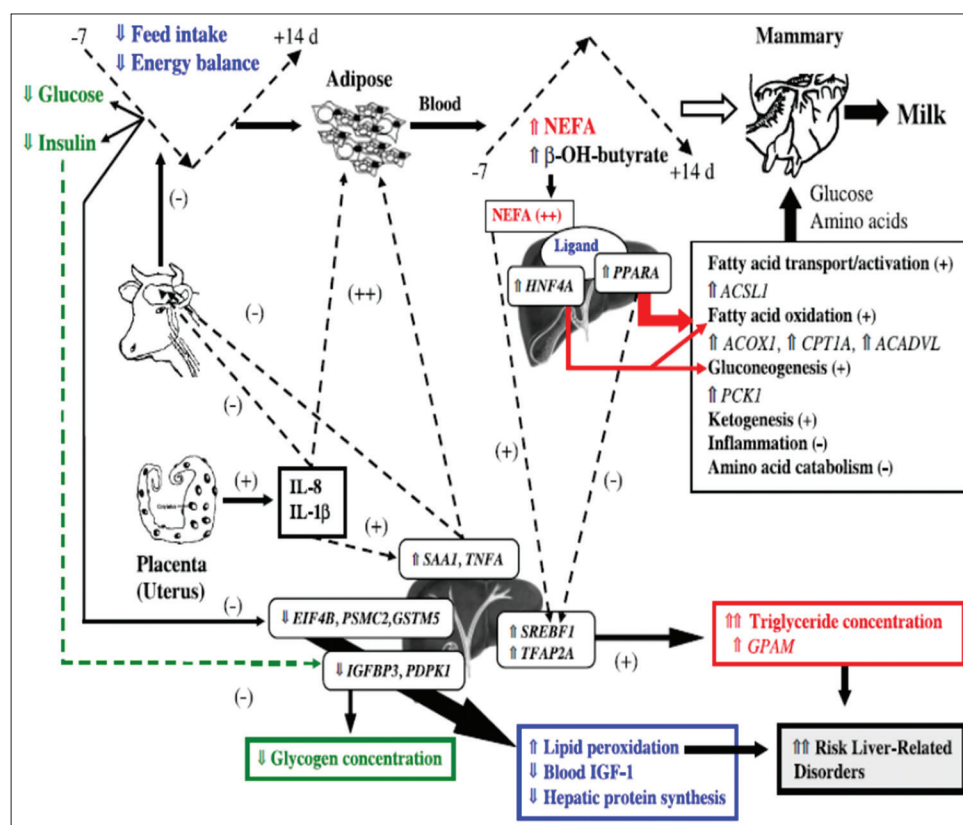 -7
⇓ Feed intake
⇓ Energy balance
+14 d
⇓ Glucose
⇓ Insulin
Adipose
Blood
⇑ NEFA
⇑ β-OH-butyrate
-7
+14 d
Mammary
Milk
Glucose
Amino acids
NEFA (++)
Ligand
⇑ HNF4A
⇑ PPARA
Fatty acid transport/activation (+)
⇑ ACSL1
Fatty acid oxidation (+)
⇑ ACOX1, ⇑ CPT1A, ⇑ ACADVL
Gluconeogenesis (+)
⇑ PCK1
Ketogenesis (+)
Inflammation (-)
Amino acid catabolism (-)
(-)
(-)
(++)
(-)
(+)
(-)
(+)
IL-8
IL-1β
(+)
Placenta
(Uterus)
⇑ SAA1, TNFA
(-)
⇓ EIF4B, PSMC2,GSTM5
⇓ IGFBP3, PDPK1
(-)
⇑ SREBF1
⇑ TFAP2A
(+)
⇑⇑ Triglyceride concentration
⇑ GPAM
⇓ Glycogen concentration
⇑ Lipid peroxidation
⇓ Blood IGF-1
⇓ Hepatic protein synthesis
⇑⇑ Risk Liver-Related
Disorders